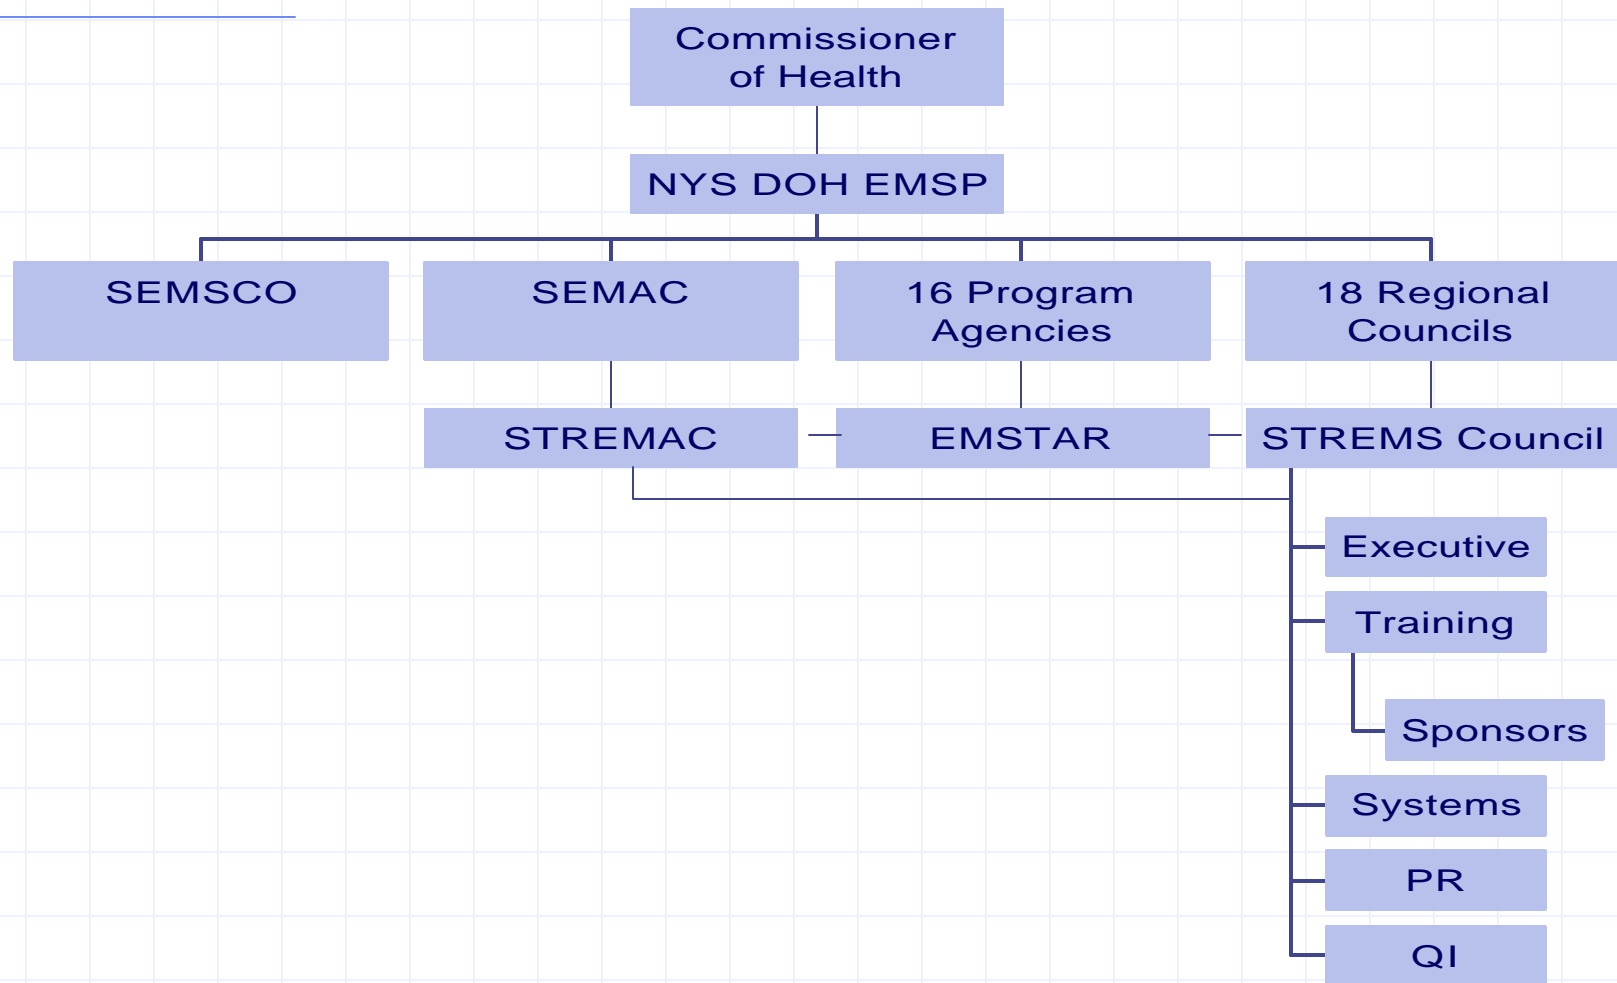 Commissioner
of Health
NYS DOH EMSP
SEMSCO
SEMAC
16 Program
Agencies
18 Regional
Councils
STREMAC
EMSTAR
STREMS Council
Executive
Training
Sponsors
Systems
PR
QI